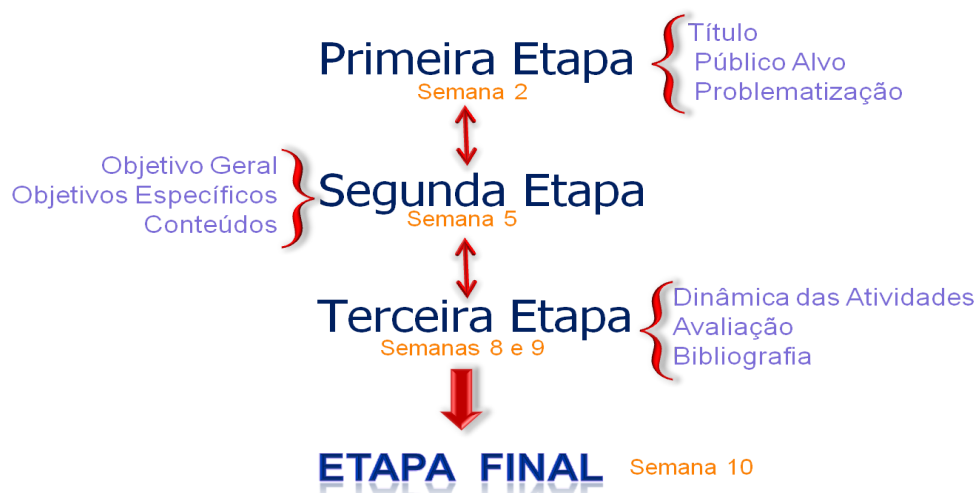 Primeira Etapa
Semana 2
Título
Público Alvo
Problematização
Objetivo Geral
Objetivos Específicos
Conteúdos
Segunda Etapa
Semana 5
Terceira Etapa
Semanas 8 e 9
Dinâmica das Atividades
Avaliação
Bibliografia
ETAPA FINAL
Semana 10